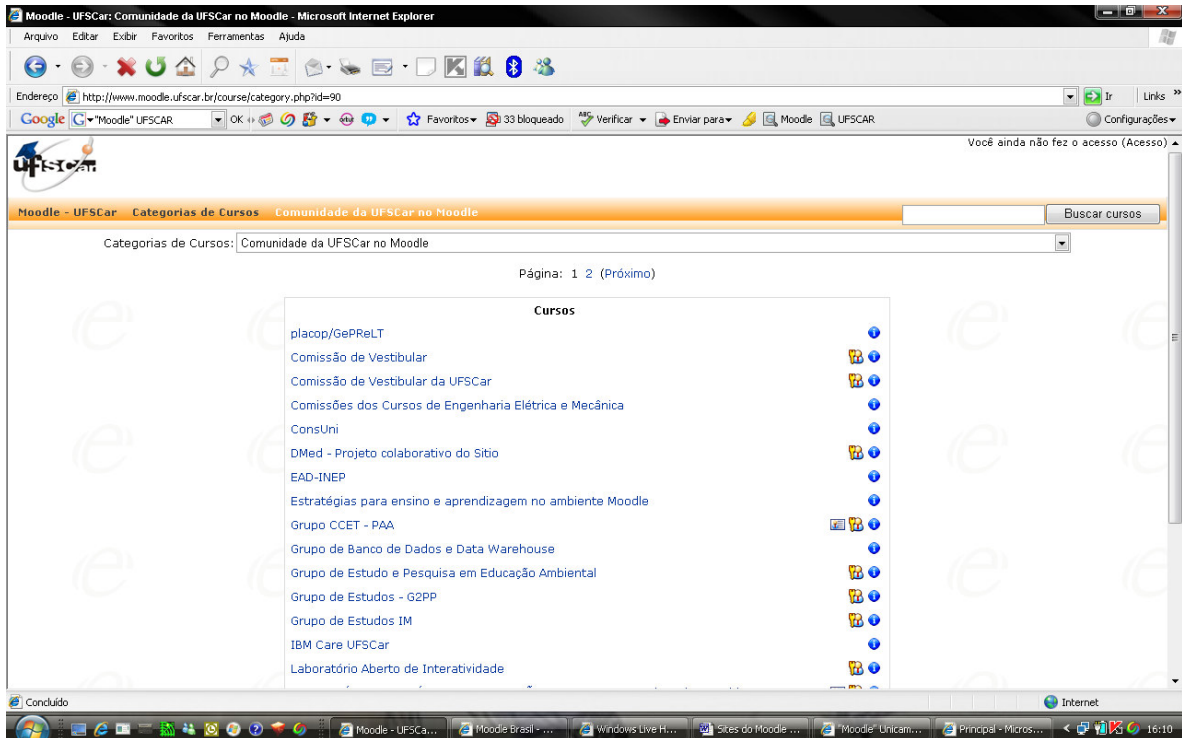 Moodle - UFSCar: Comunidade da UFSCar no Moodle - Microsoft Internet Explorer
Arquivo Editar Exibir Favoritos Ferramentas Ajuda
Endereço http://www.moodle.ufscar.br/course/category.php?id=90 Ir Links »
Google G "Moodle" UFSCAR OK Favoritos 33 bloqueado ABC Verificar Enviar para Moodle UFSCAR Configurações
Você ainda não fez o acesso (Acesso)
ufscar
Moodle - UFSCar Categorias de Cursos Comunidade da UFSCar no Moodle Buscar cursos
Categorias de Cursos: Comunidade da UFSCar no Moodle
Página: 1 2 (Próximo)
Cursos
placop/GePReLT
Comissão de Vestibular
Comissão de Vestibular da UFSCar
Comissões dos Cursos de Engenharia Elétrica e Mecânica
ConsUni
DMed - Projeto colaborativo do Sitio
EAD-INEP
Estratégias para ensino e aprendizagem no ambiente Moodle
Grupo CCET - PAA
Grupo de Banco de Dados e Data Warehouse
Grupo de Estudo e Pesquisa em Educação Ambiental
Grupo de Estudos - G2PP
Grupo de Estudos IM
IBM Care UFSCar
Laboratório Aberto de Interatividade
Concluído Internet
Moodle - UFSCa... Moodle Brasil - ... Windows Live H... Sites do Moodle ... "Moodle" Unicam... Principal - Micros... 16:10